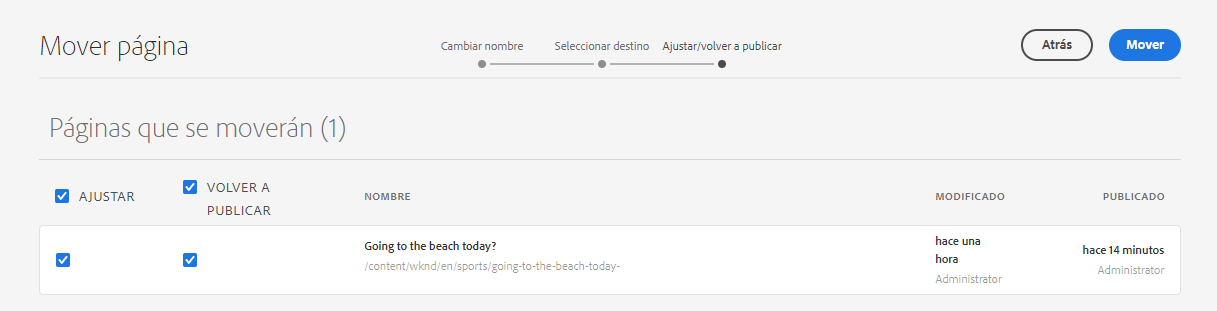 Mover página
Cambiar nombre
Seleccionar destino
Ajustar/volver a publicar
Atrás
Mover
Páginas que se moverán (1)
AJUSTAR
VOLVER A
PUBLICAR
NOMBRE
MODIFICADO
PUBLICADO
Going to the beach today?
/content/wknd/en/sports/going-to-the-beach-today-
hace una
hora
Administrator
hace 14 minutos
Administrator